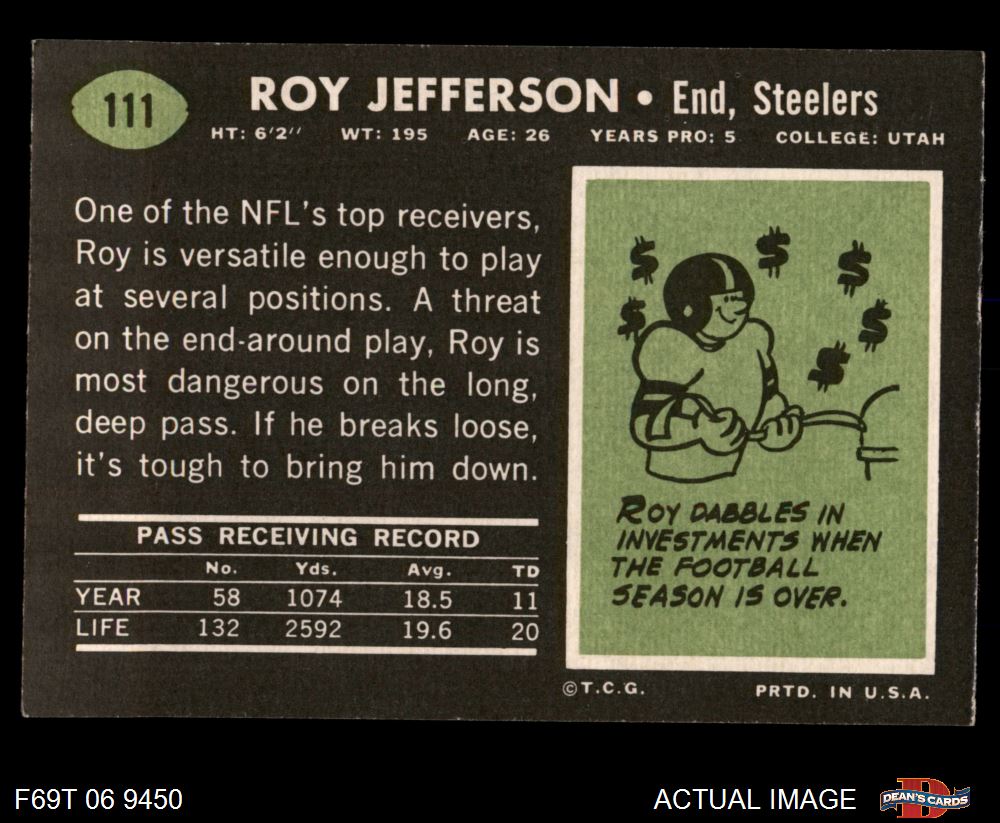 111
ROY JEFFERSON • End, Steelers
HT: 6'2'' WT: 195 AGE: 26 YEARS PRO: 5 COLLEGE: UTAH
One of the NFL's top receivers,
Roy is versatile enough to play
at several positions. A threat
on the end-around play, Roy is
most dangerous on the long,
deep pass. If he breaks loose,
it's tough to bring him down.
PASS RECEIVING RECORD
No. Yds. Avg. TD
YEAR 58 1074 18.5 11
LIFE 132 2592 19.6 20
$ $ $ $ $ $
ROY DABBLES IN
INVESTMENTS WHEN
THE FOOTBALL
SEASON IS OVER.
©T.C.G. PRTD. IN U.S.A.
F69T 06 9450
ACTUAL IMAGE
D
DEAN'S CARDS